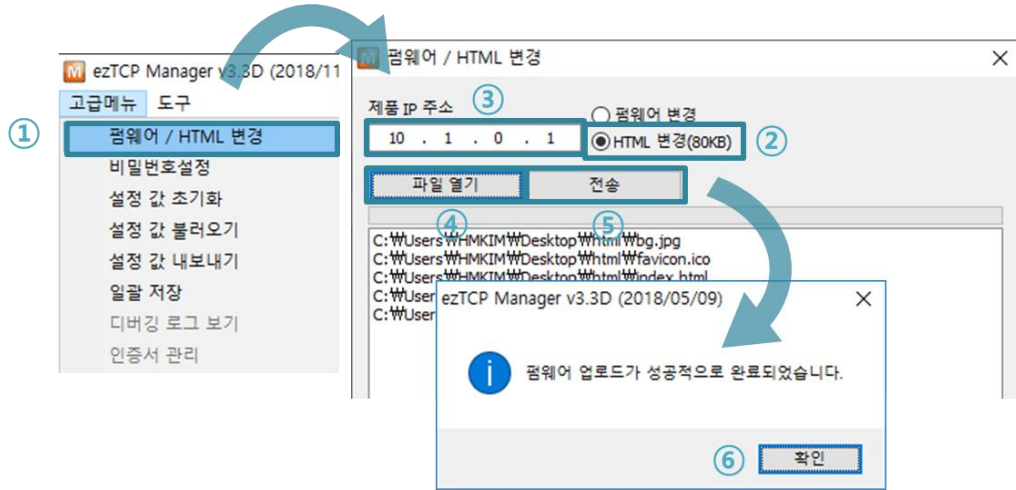 ezTCP Manager v3.3D (2018/11
고급메뉴 도구
① 펌웨어 / HTML 변경
비밀번호설정
설정 값 초기화
설정 값 불러오기
설정 값 내보내기
일괄 저장
디버깅 로그 보기
인증서 관리
펌웨어 / HTML 변경
제품 IP 주소 ③
10 . 1 . 0 . 1
펌웨어 변경
HTML 변경(80KB) ②
파일 열기 전송
④ ⑤
C:₩Users₩HMKIM₩Desktop₩html₩bg.jpg
C:₩Users₩HMKIM₩Desktop₩html₩favicon.ico
C:₩Users₩HMKIM₩Desktop₩html₩index.html
C:₩User
C:₩User
ezTCP Manager v3.3D (2018/05/09)
펌웨어 업로드가 성공적으로 완료되었습니다.
⑥ 확인